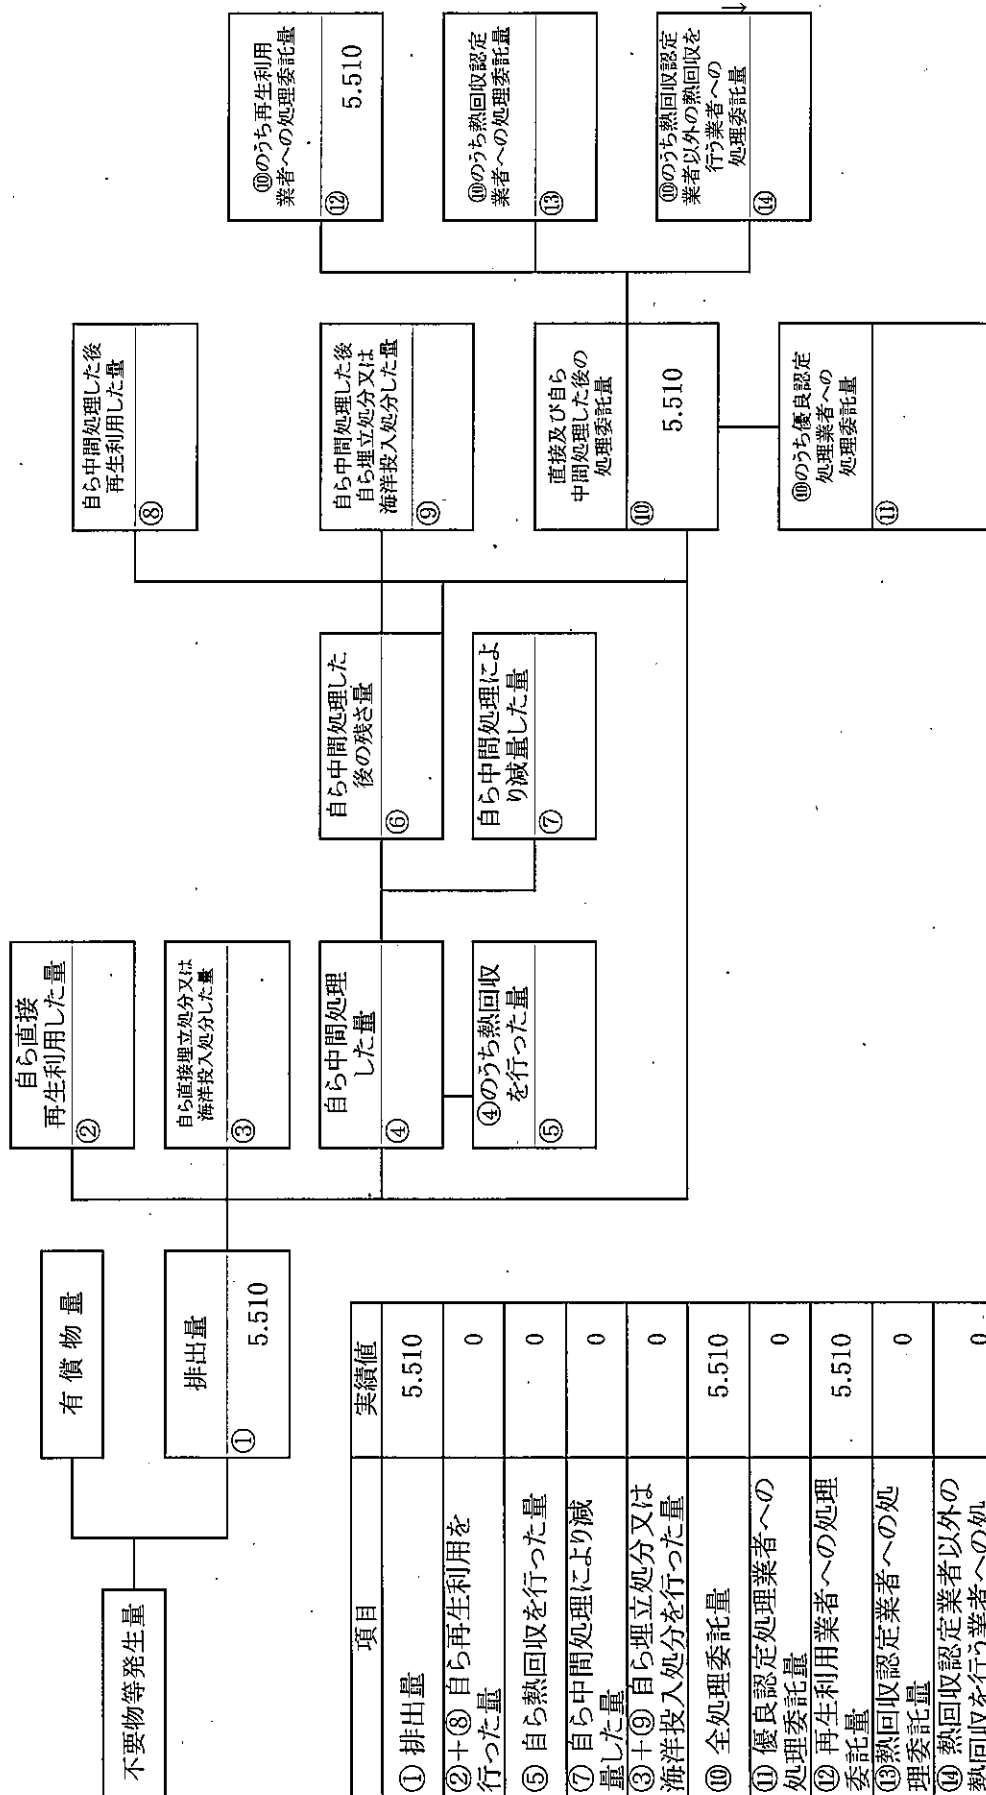 不要物等発生量
有償物量
排出量
①
5.510
自ら直接
再生利用した量
②
自ら直接埋立処分又は
海洋投入処分した量
③
自ら中間処理
した量
④
④のうち熱回収
を行った量
⑤
自ら中間処理した
後の残さ量
⑥
自ら中間処理によ
り減量した量
⑦
自ら中間処理した後
再生利用した量
⑧
自ら中間処理した後
自ら埋立処分又は
海洋投入処分した量
⑨
直接及び自ら
中間処理した後の
処理委託量
⑩
5.510
⑩のうち優良認定
処理業者への
処理委託量
⑪
⑩のうち再生利用
業者への処理委託量
⑫
5.510
⑩のうち熱回収認定
業者への処理委託量
⑬
⑩のうち熱回収認定
業者以外の熱回収を
行う業者への
処理委託量
⑭
項目 実績値
① 排出量 5.510
②+⑧ 自ら再生利用を
行った量 0
⑤ 自ら熱回収を行った量 0
⑦ 自ら中間処理により減
量した量 0
③+⑨ 自ら埋立処分又は
海洋投入処分を行った量 0
⑩ 全処理委託量 5.510
⑪ 優良認定処理業者への
処理委託量 0
⑫ 再生利用業者への処理
委託量 5.510
⑬熱回収認定業者への処
理委託量 0
⑭ 熱回収認定業者以外の
熱回収を行う業者への処 0